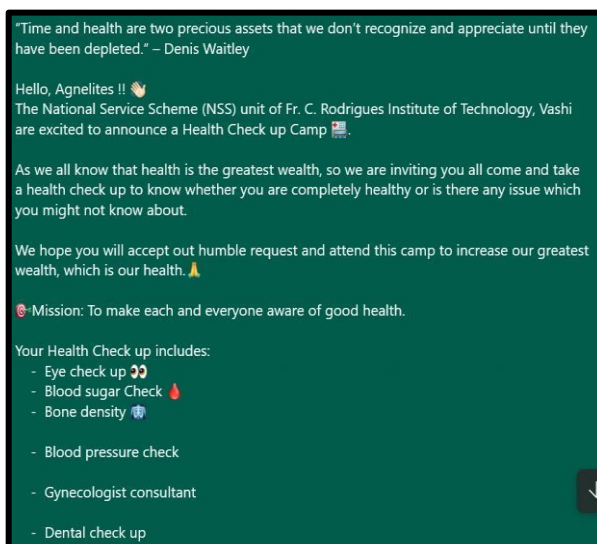 “Time and health are two precious assets that we don't recognize and appreciate until they
have been depleted.” – Denis Waitley
Hello, Agnelites !! 👋🏻
The National Service Scheme (NSS) unit of Fr. C. Rodrigues Institute of Technology, Vashi
are excited to announce a Health Check up Camp 🏥.
As we all know that health is the greatest wealth, so we are inviting you all come and take
a health check up to know whether you are completely healthy or is there any issue which
you might not know about.
We hope you will accept out humble request and attend this camp to increase our greatest
wealth, which is our health.🙏
🎯Mission: To make each and everyone aware of good health.
Your Health Check up includes:
- Eye check up 👀
- Blood sugar Check 🩸
- Bone density 🩻
- Blood pressure check
- Gynecologist consultant
- Dental check up